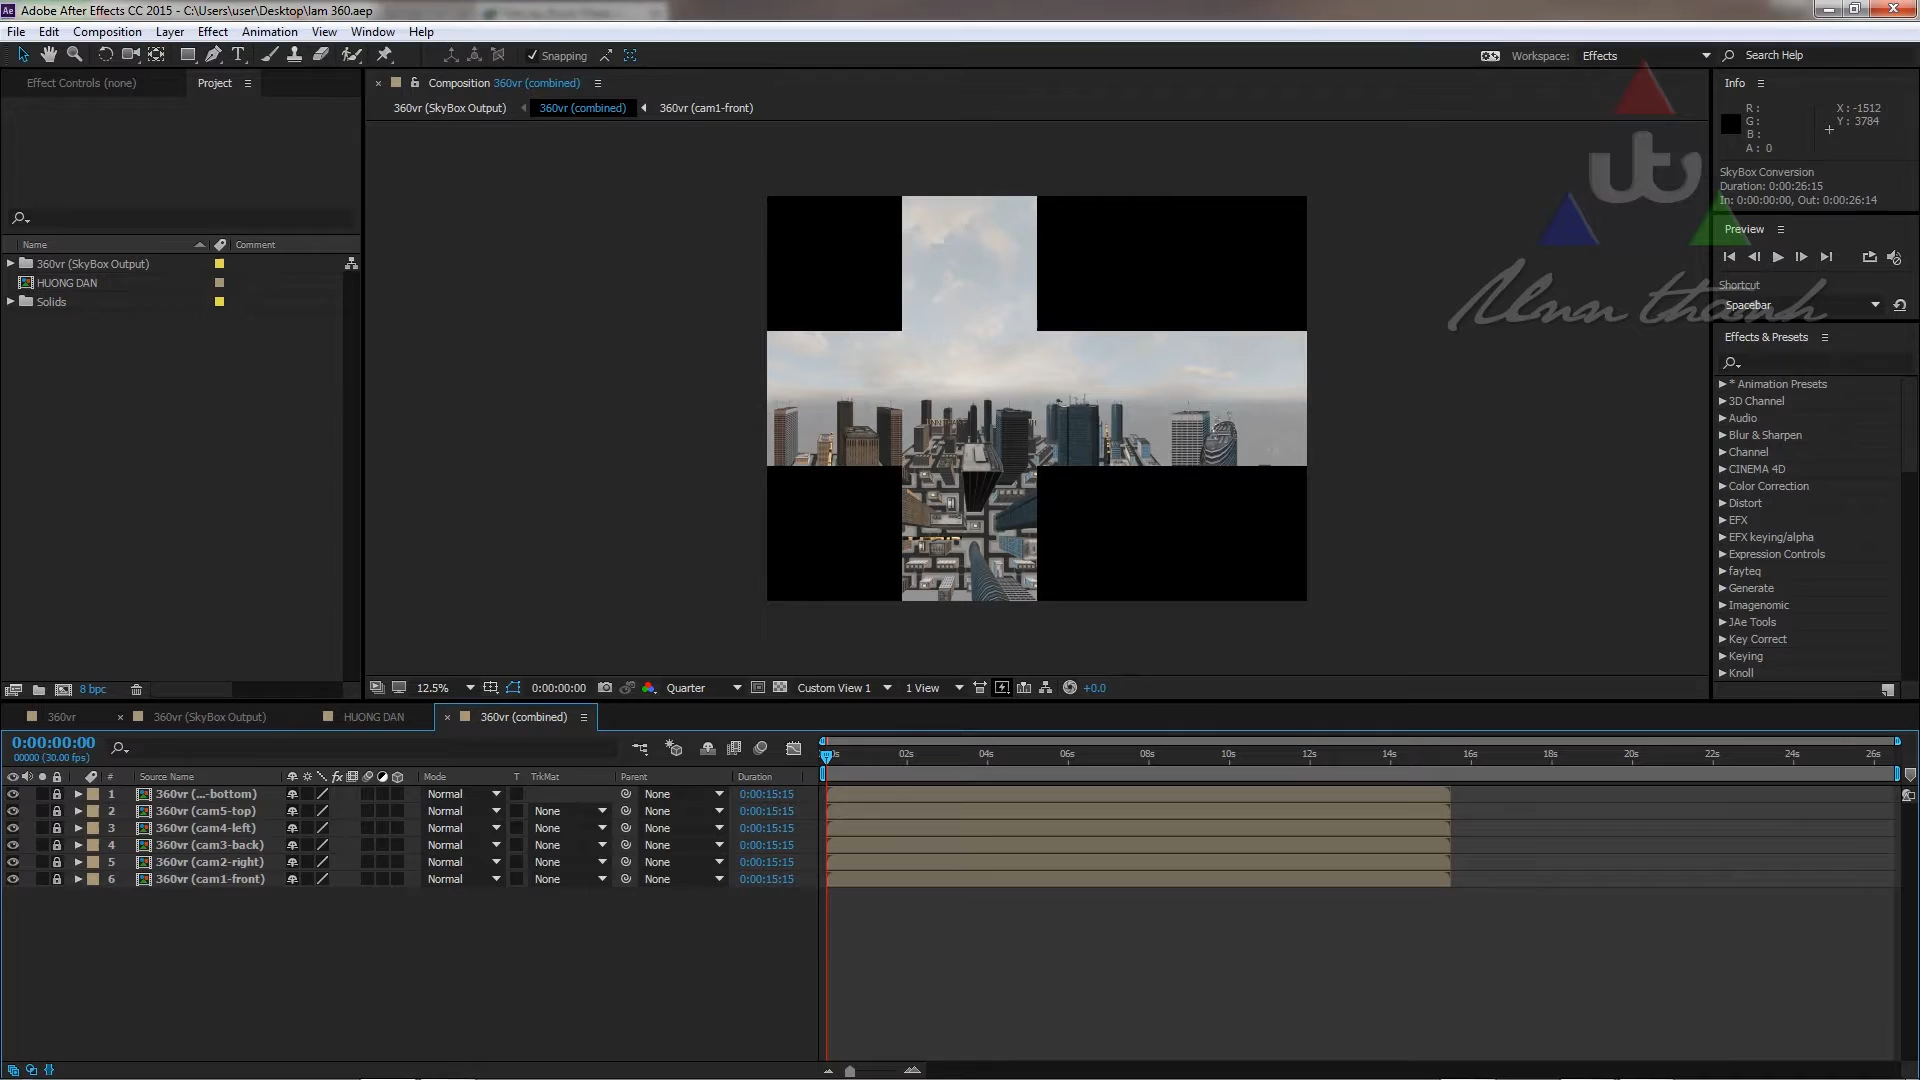 Adobe After Effects CC 2015 - C:\Users\user\Desktop\lam 360.aep
File Edit Composition Layer Effect Animation View Window Help
Snapping
Workspace: Effects
Search Help
Effect Controls (none)
Project
Composition 360vr (combined)
360vr (SkyBox Output)
360vr (combined)
360vr (cam1-front)
Info
R :
G :
B :
A : 0
X : -1512
Y : 3784
SkyBox Conversion
Duration: 0:00:26:15
In: 0:00:00:00, Out: 0:00:26:14
Preview
Shortcut
Spacebar
Effects & Presets
* Animation Presets
3D Channel
Audio
Blur & Sharpen
Channel
CINEMA 4D
Color Correction
Distort
EFX
EFX keying/alpha
Expression Controls
fayteq
Generate
Imagenomic
JAe Tools
Key Correct
Keying
Knoll
Name
Comment
360vr (SkyBox Output)
HUONG DAN
Solids
8 bpc
12.5%
0:00:00:00
Quarter
Custom View 1
1 View
+0.0
360vr
360vr (SkyBox Output)
HUONG DAN
360vr (combined)
0:00:00:00
00000 (30.00 fps)
02s 04s 06s 08s 10s 12s 14s 16s 18s 20s 22s 24s 26s
# Source Name fx Mode T TrkMat Parent Duration
1 360vr (...-bottom) Normal None 0:00:15:15
2 360vr (cam5-top) Normal None None 0:00:15:15
3 360vr (cam4-left) Normal None None 0:00:15:15
4 360vr (cam3-back) Normal None None 0:00:15:15
5 360vr (cam2-right) Normal None None 0:00:15:15
6 360vr (cam1-front) Normal None None 0:00:15:15